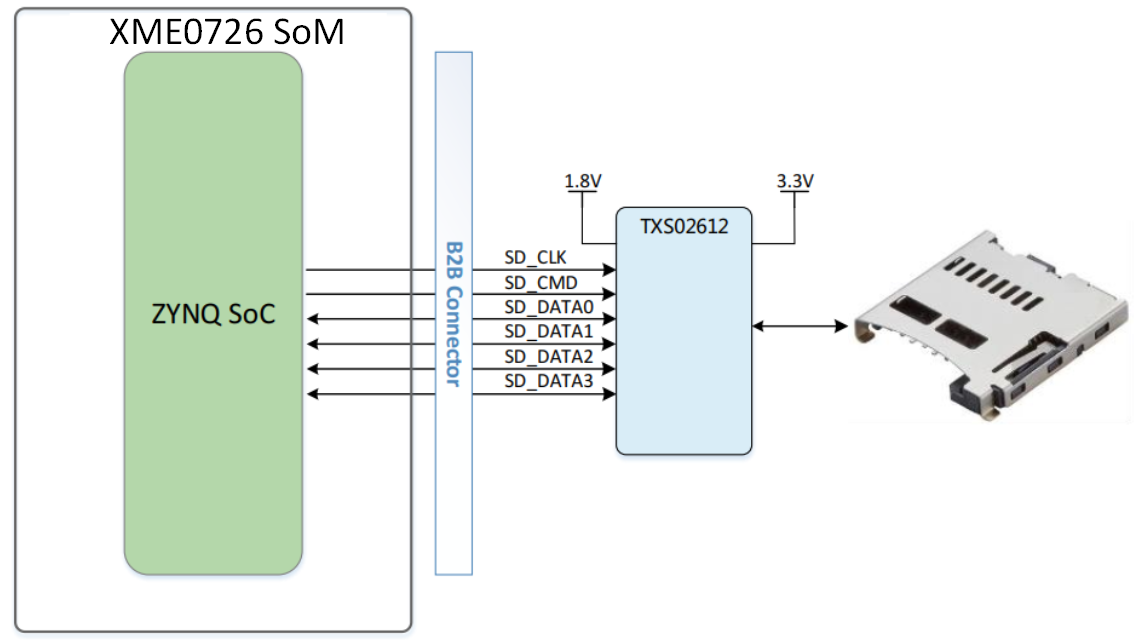 XME0726 SoM
ZYNQ SoC
B2B Connector
1.8V
3.3V
TXS02612
SD_CLK
SD_CMD
SD_DATA0
SD_DATA1
SD_DATA2
SD_DATA3